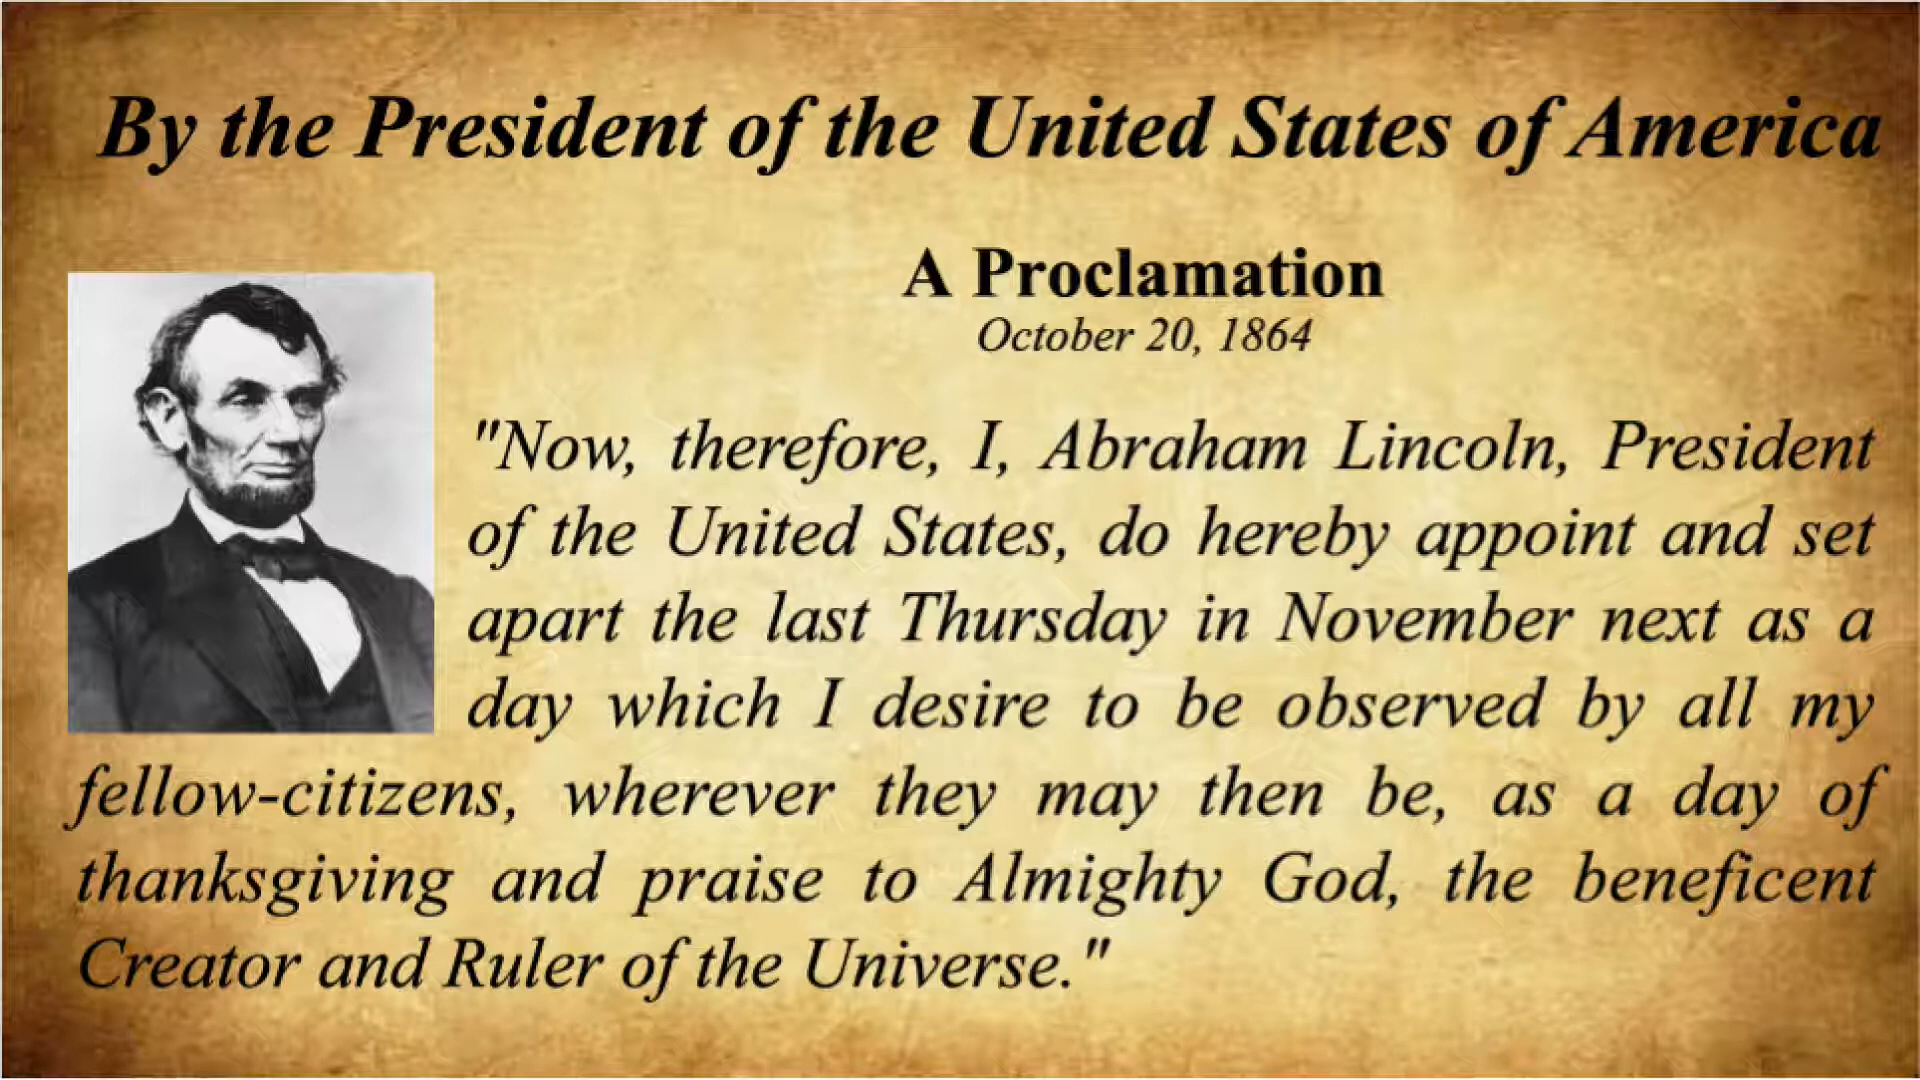 By the President of the United States of America
A Proclamation
October 20, 1864
"Now, therefore, I, Abraham Lincoln, President
of the United States, do hereby appoint and set
apart the last Thursday in November next as a
day which I desire to be observed by all my
fellow-citizens, wherever they may then be, as a day of
thanksgiving and praise to Almighty God, the beneficent
Creator and Ruler of the Universe."